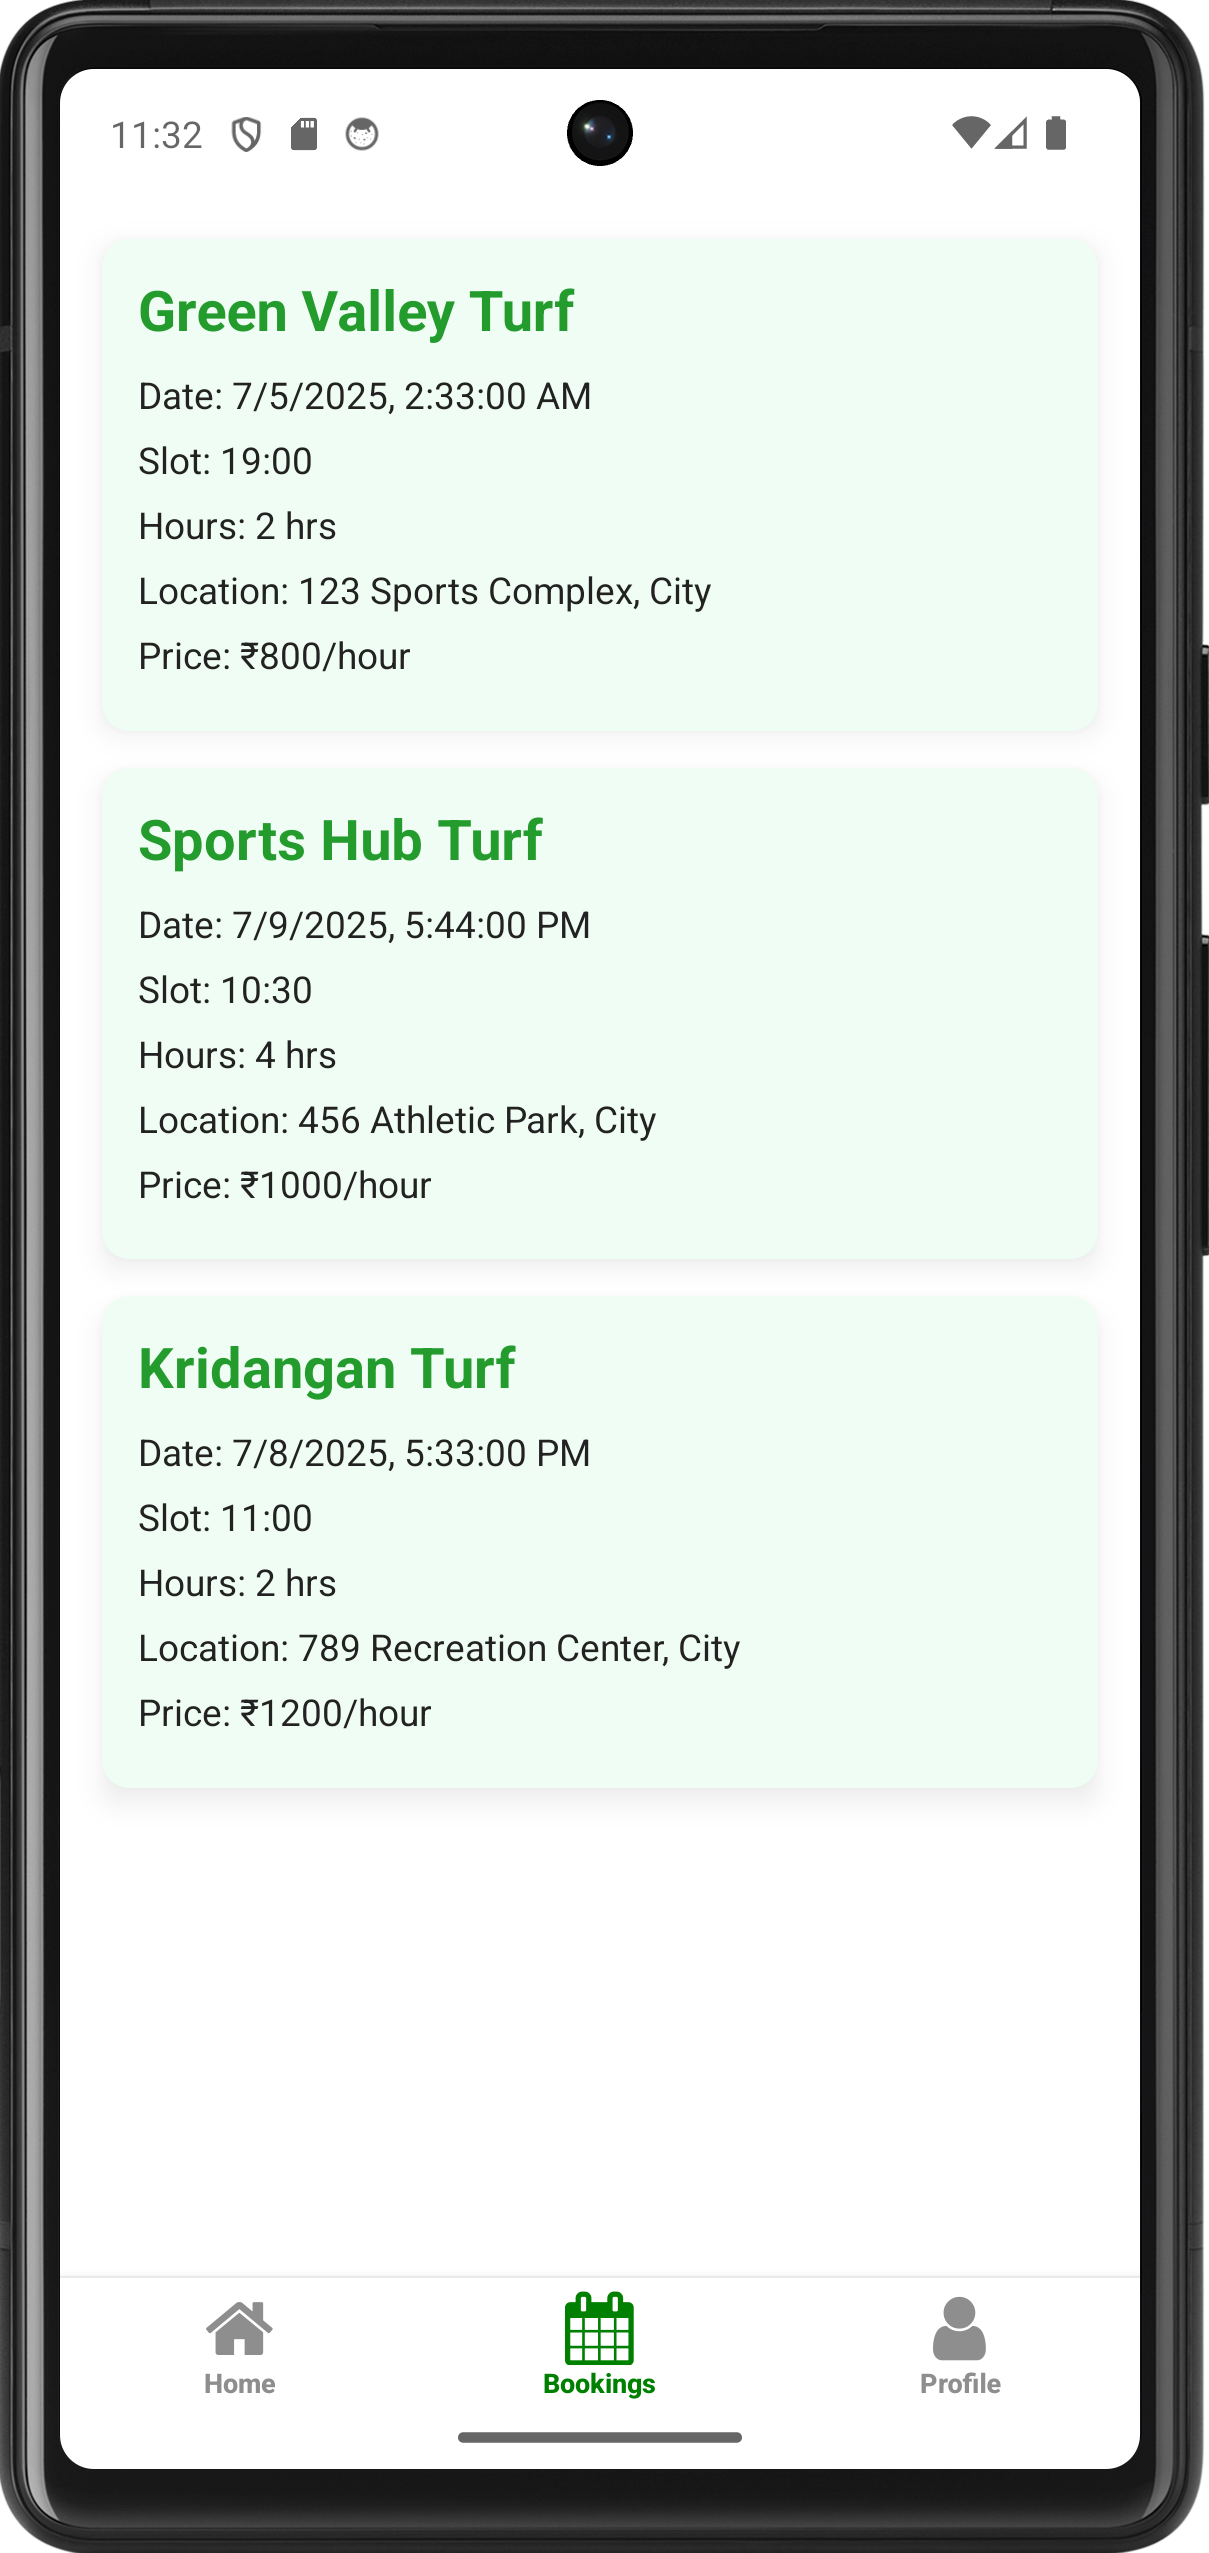 11:32
Green Valley Turf
Date: 7/5/2025, 2:33:00 AM
Slot: 19:00
Hours: 2 hrs
Location: 123 Sports Complex, City
Price: ₹800/hour
Sports Hub Turf
Date: 7/9/2025, 5:44:00 PM
Slot: 10:30
Hours: 4 hrs
Location: 456 Athletic Park, City
Price: ₹1000/hour
Kridangan Turf
Date: 7/8/2025, 5:33:00 PM
Slot: 11:00
Hours: 2 hrs
Location: 789 Recreation Center, City
Price: ₹1200/hour
Home Bookings Profile